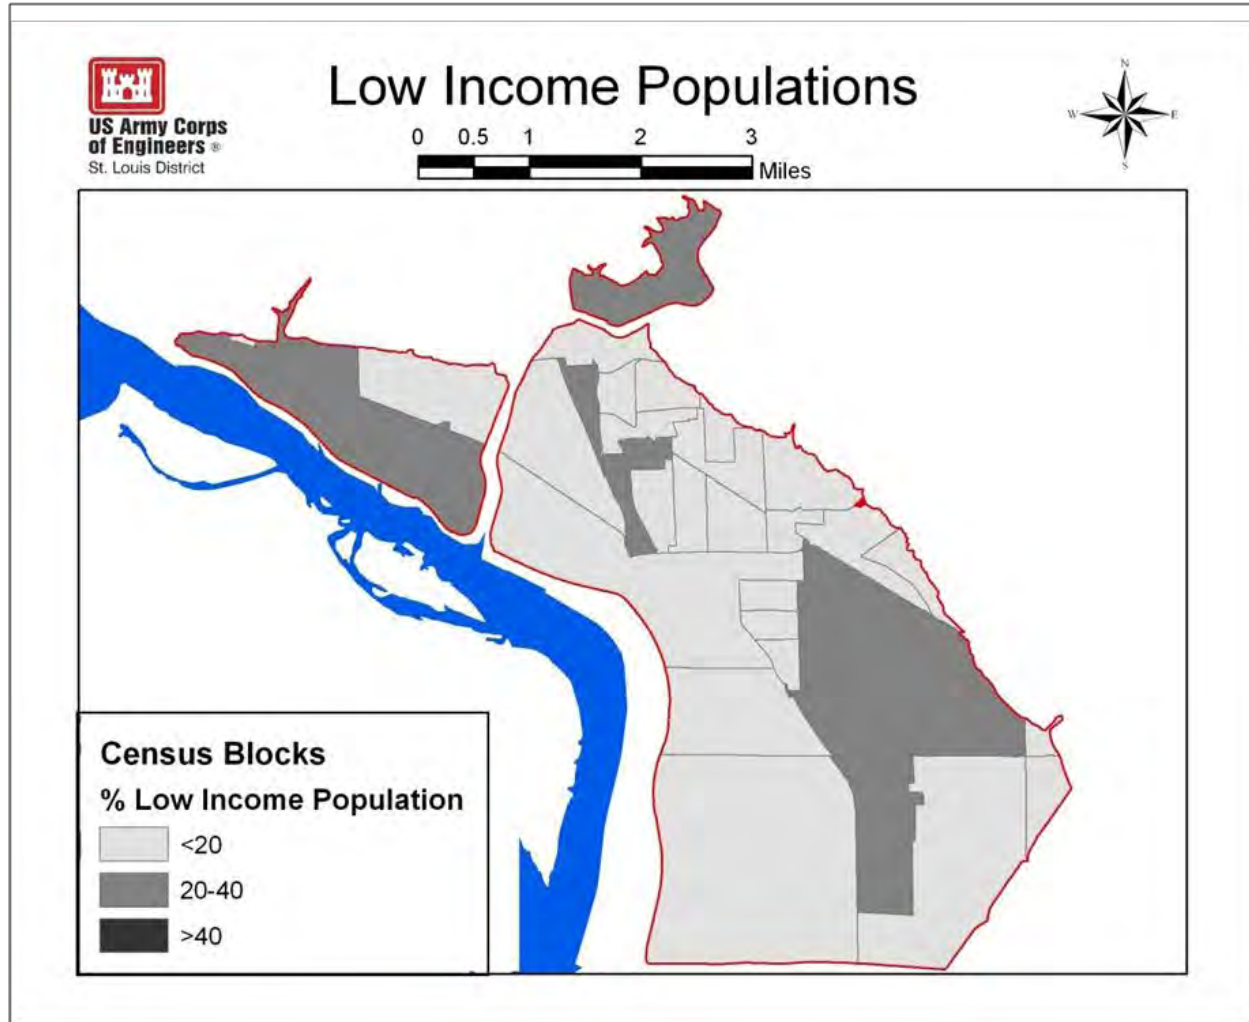 Low Income Populations
US Army Corps
of Engineers ®
St. Louis District
0 0.5 1 2 3
Miles
N
W E
S
Census Blocks
% Low Income Population
<20
20-40
>40